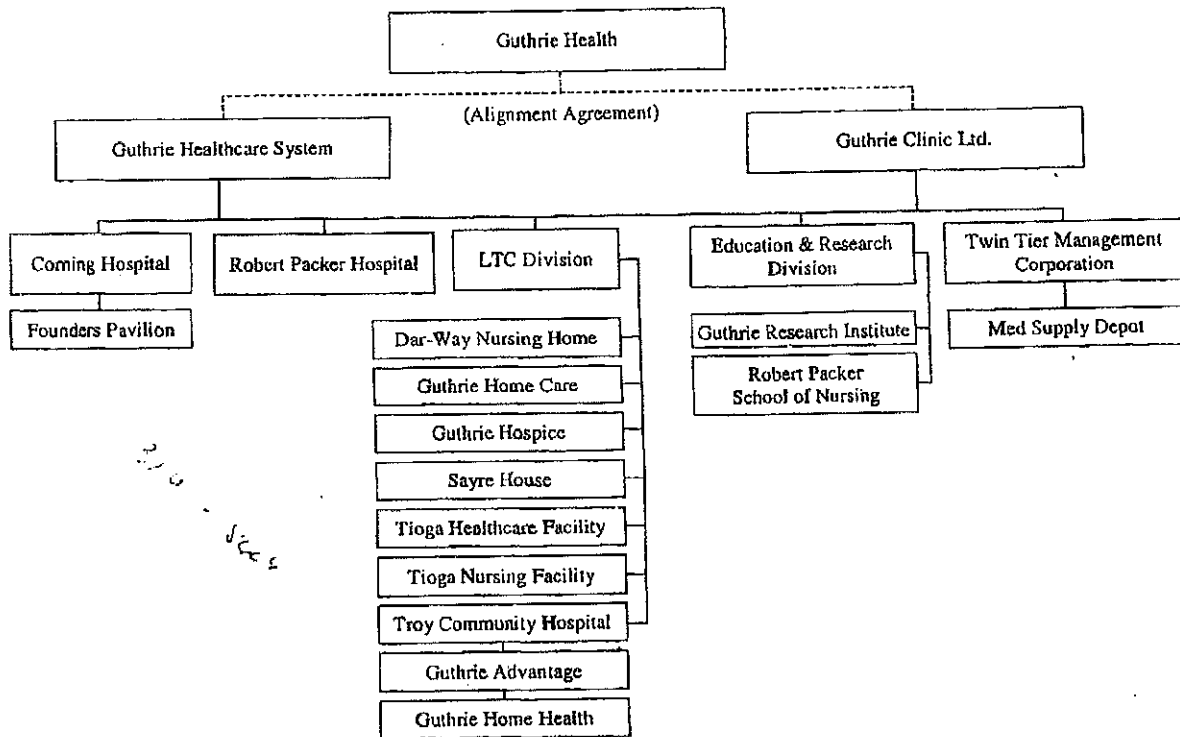 Guthrie Health
(Alignment Agreement)
Guthrie Healthcare System
Guthrie Clinic Ltd.
Corning Hospital
Robert Packer Hospital
LTC Division
Education & Research
Division
Twin Tier Management
Corporation
Founders Pavilion
Dar-Way Nursing Home
Guthrie Home Care
Guthrie Hospice
Sayre House
Tioga Healthcare Facility
Tioga Nursing Facility
Troy Community Hospital
Guthrie Advantage
Guthrie Home Health
Guthrie Research Institute
Robert Packer
School of Nursing
Med Supply Depot